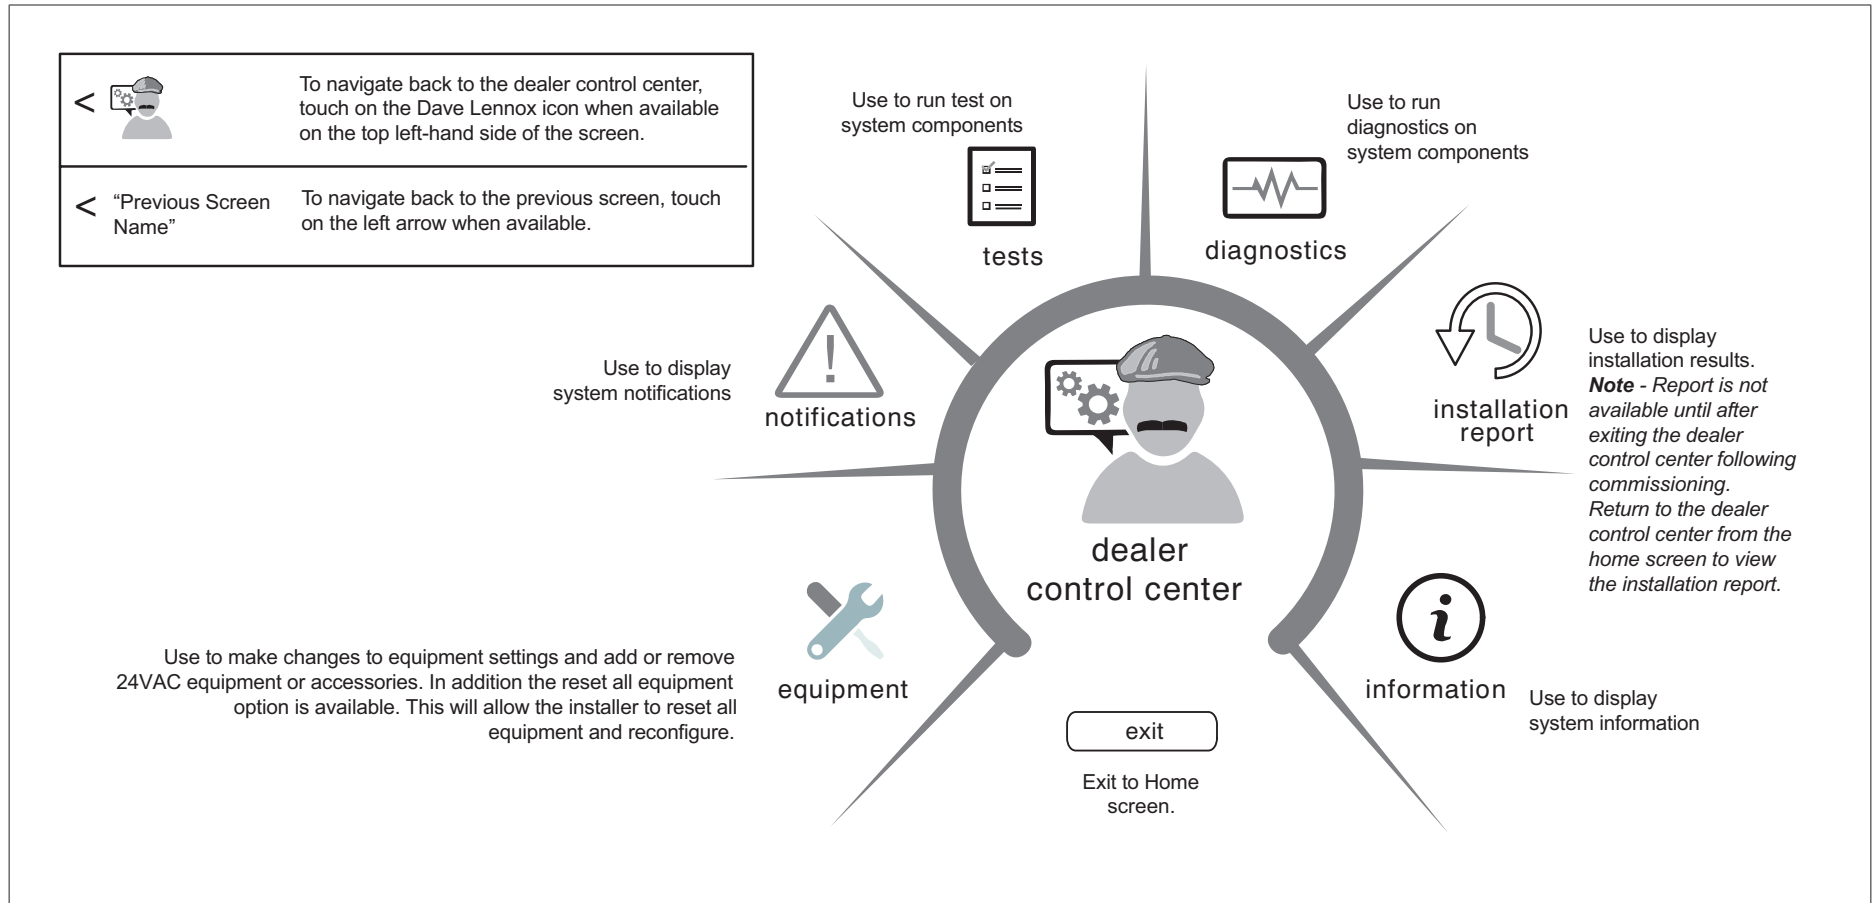 <
To navigate back to the dealer control center,
touch on the Dave Lennox icon when available
on the top left-hand side of the screen.
<
“Previous Screen
Name”
To navigate back to the previous screen, touch
on the left arrow when available.
Use to run test on
system components
tests
Use to run
diagnostics on
system components
diagnostics
Use to display
system notifications
!
notifications
installation
report
Use to display
installation results.
Note - Report is not
available until after
exiting the dealer
control center following
commissioning.
Return to the dealer
control center from the
home screen to view
the installation report.
dealer
control center
Use to make changes to equipment settings and add or remove
24VAC equipment or accessories. In addition the reset all equipment
option is available. This will allow the installer to reset all
equipment and reconfigure.
equipment
i
information
Use to display
system information
exit
Exit to Home
screen.